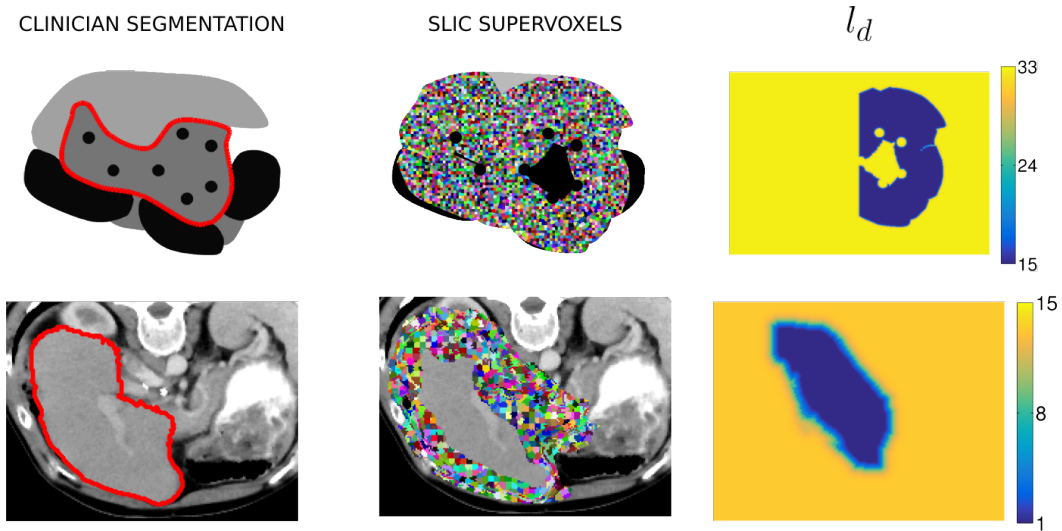 CLINICIAN SEGMENTATION
SLIC SUPERVOXELS
l_d
33
24
15
15
8
1